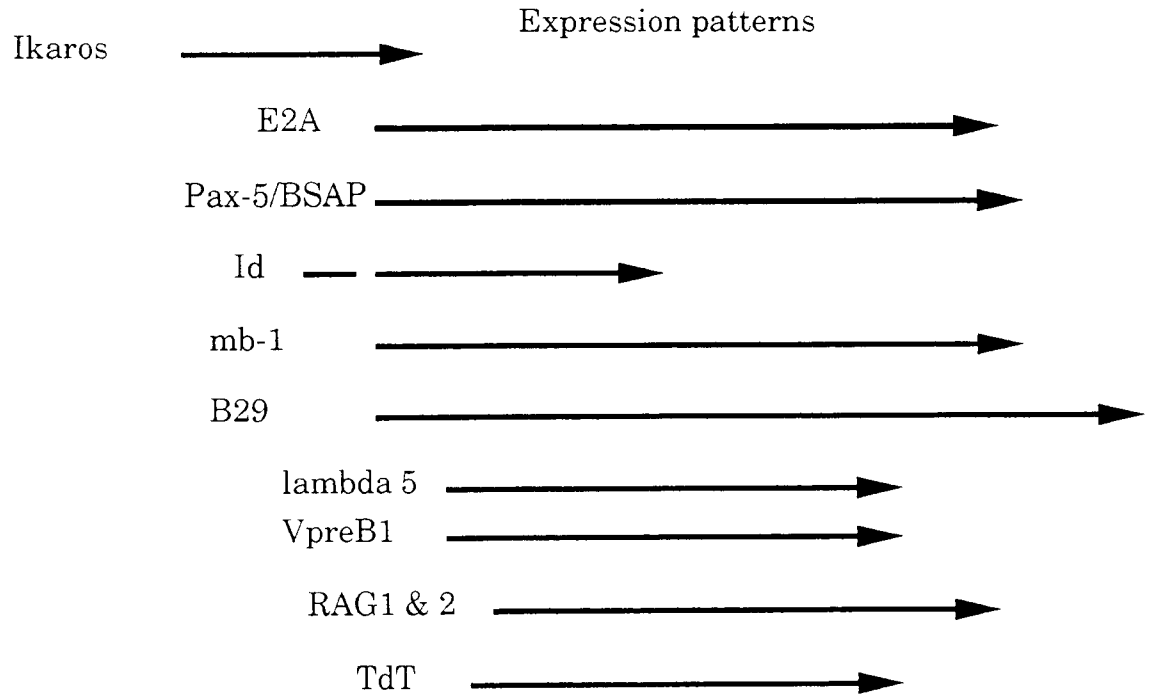 Expression patterns
Ikaros
E2A
Pax-5/BSAP
Id
mb-1
B29
lambda 5
VpreB1
RAG1 & 2
TdT